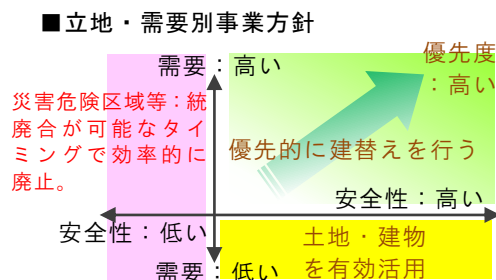 ■立地・需要別事業方針
需要：高い
優先度
：高い
災害危険区域等：統
廃合が可能なタイ
ミングで効率的に
廃止。
優先的に建替えを行う
安全性：高い
安全性：低い
土地・建物
を有効活用
需要：低い